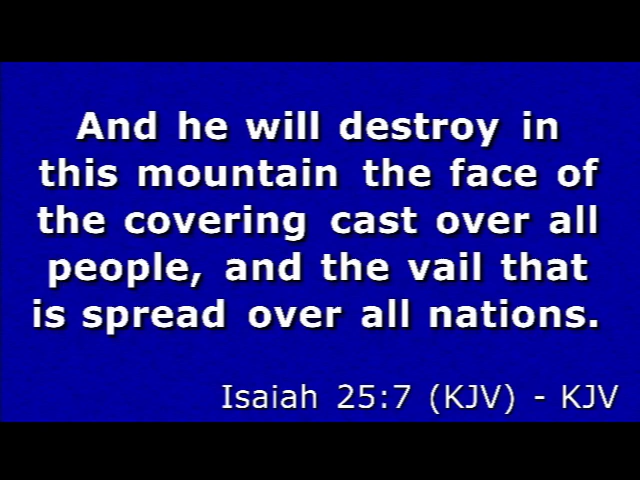 And he will destroy in
this mountain the face of
the covering cast over all
people, and the vail that
is spread over all nations.
Isaiah 25:7 (KJV) - KJV